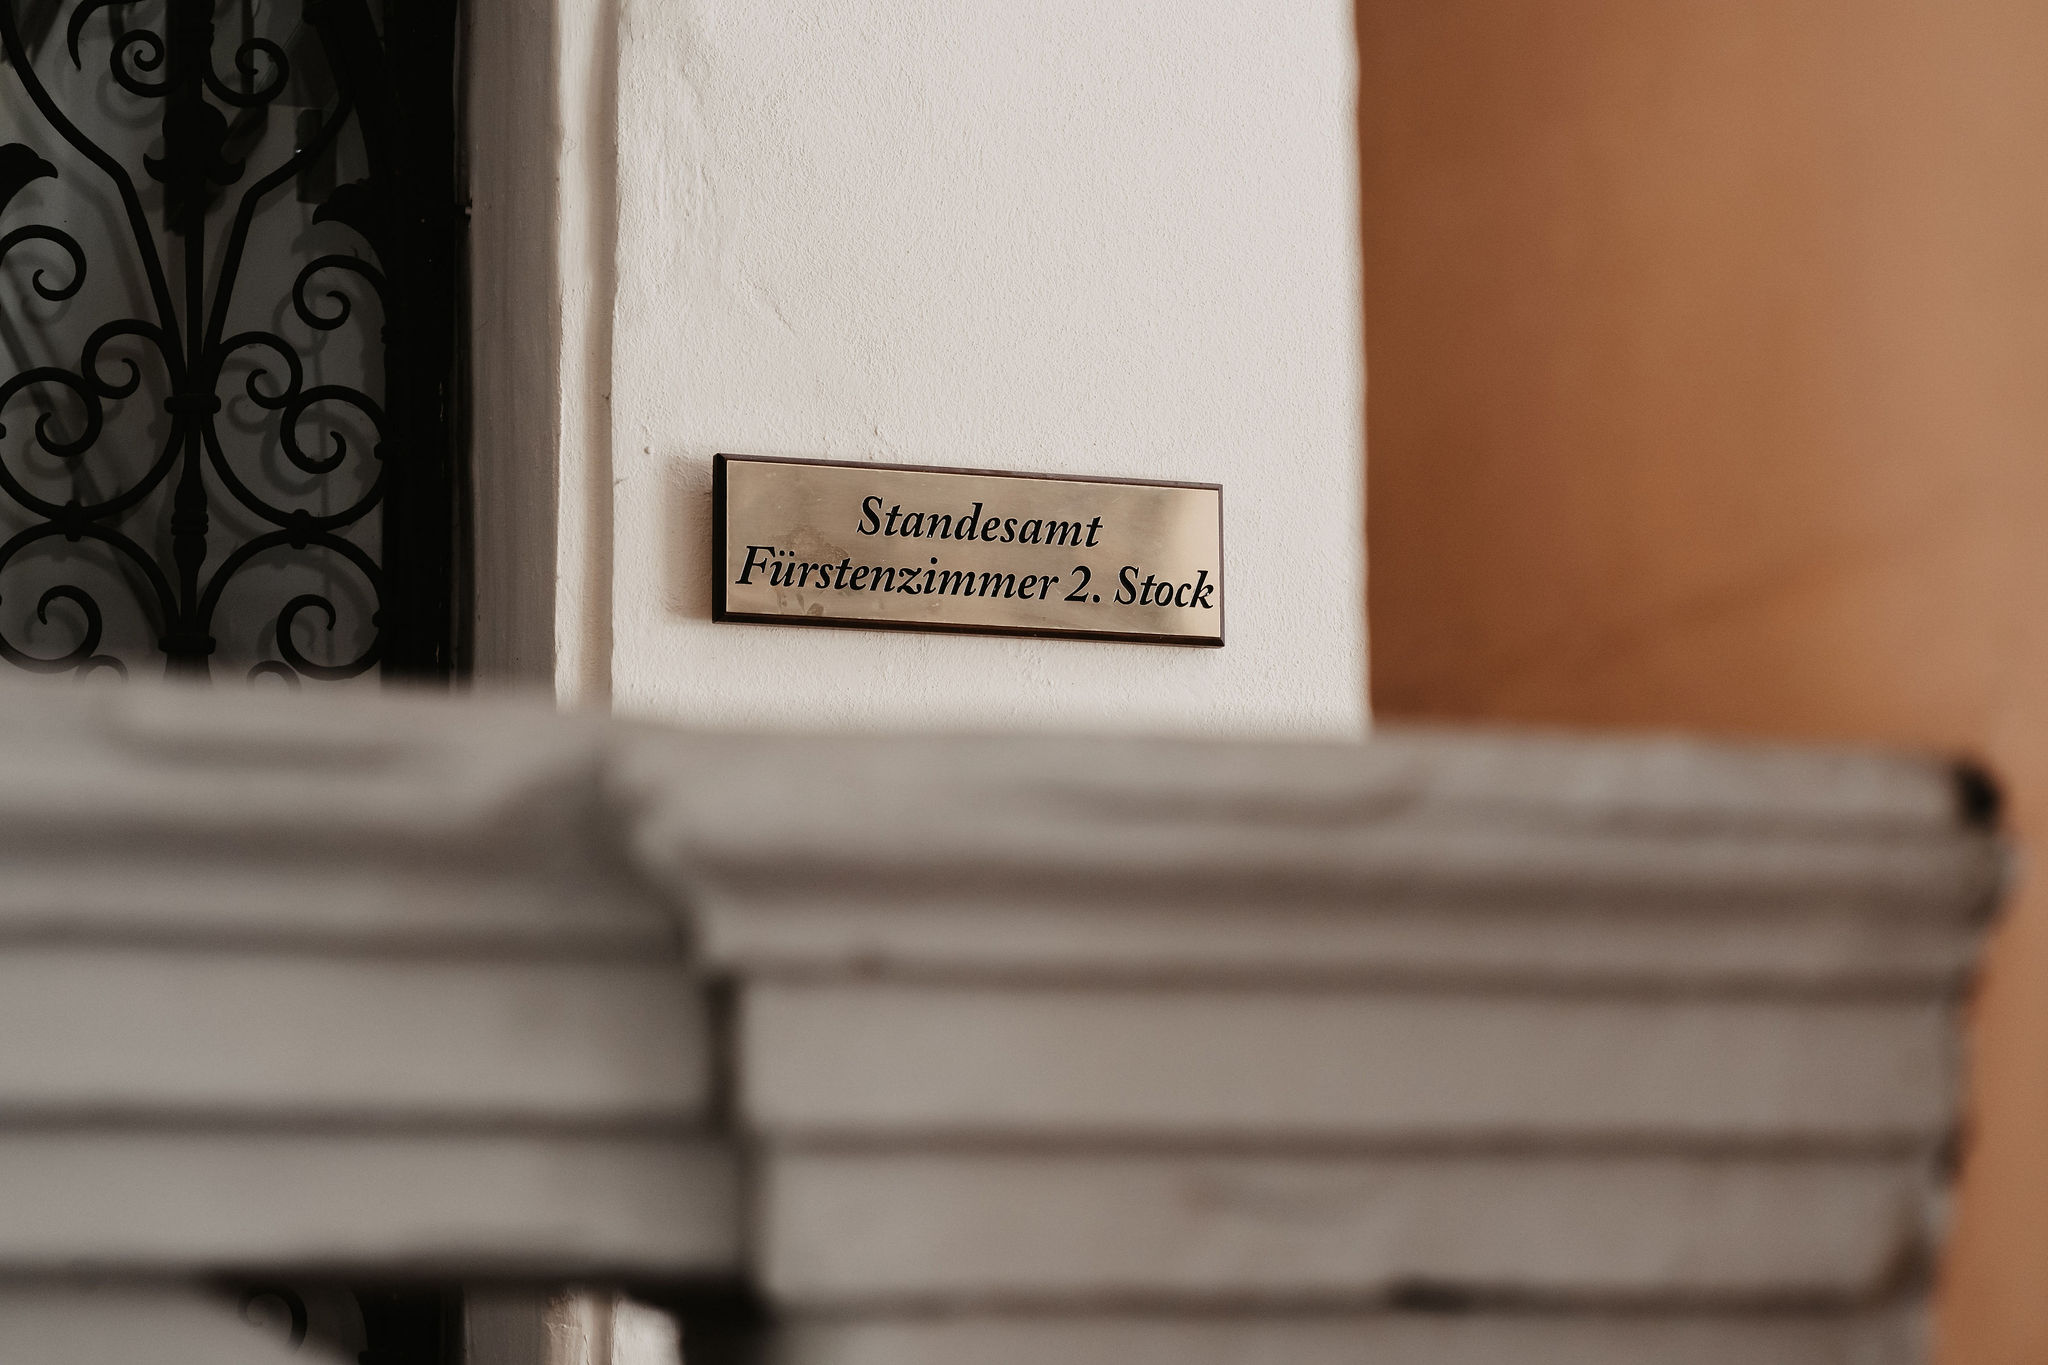 Standesamt
Fürstenzimmer 2. Stock